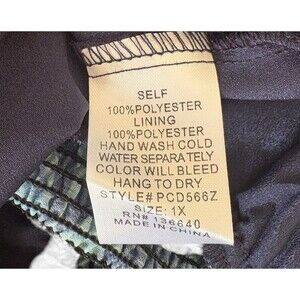 SELF
100%POLYESTER
LINING
100%POLYESTER
HAND WASH COLD
WATER SEPARATELY
COLOR WILL BLEED
HANG TO DRY
STYLE# PCD566Z
SIZE: 1X
RN# 136640
MADE IN CHINA